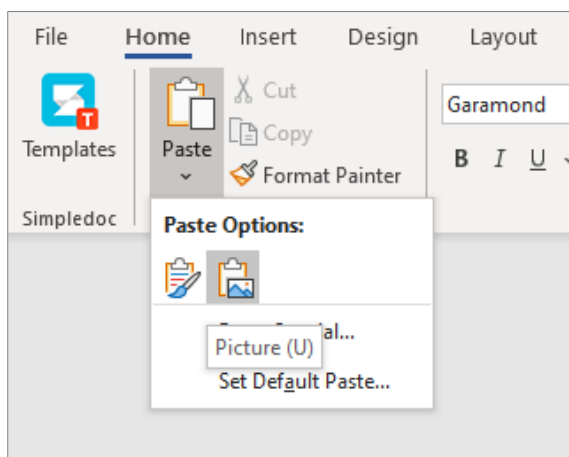 File Home Insert Design Layout
Cut
Copy
Format Painter
Templates
Paste
Simpledoc
Garamond
B I U
Paste Options:
Picture (U)
al...
Set Default Paste...
T